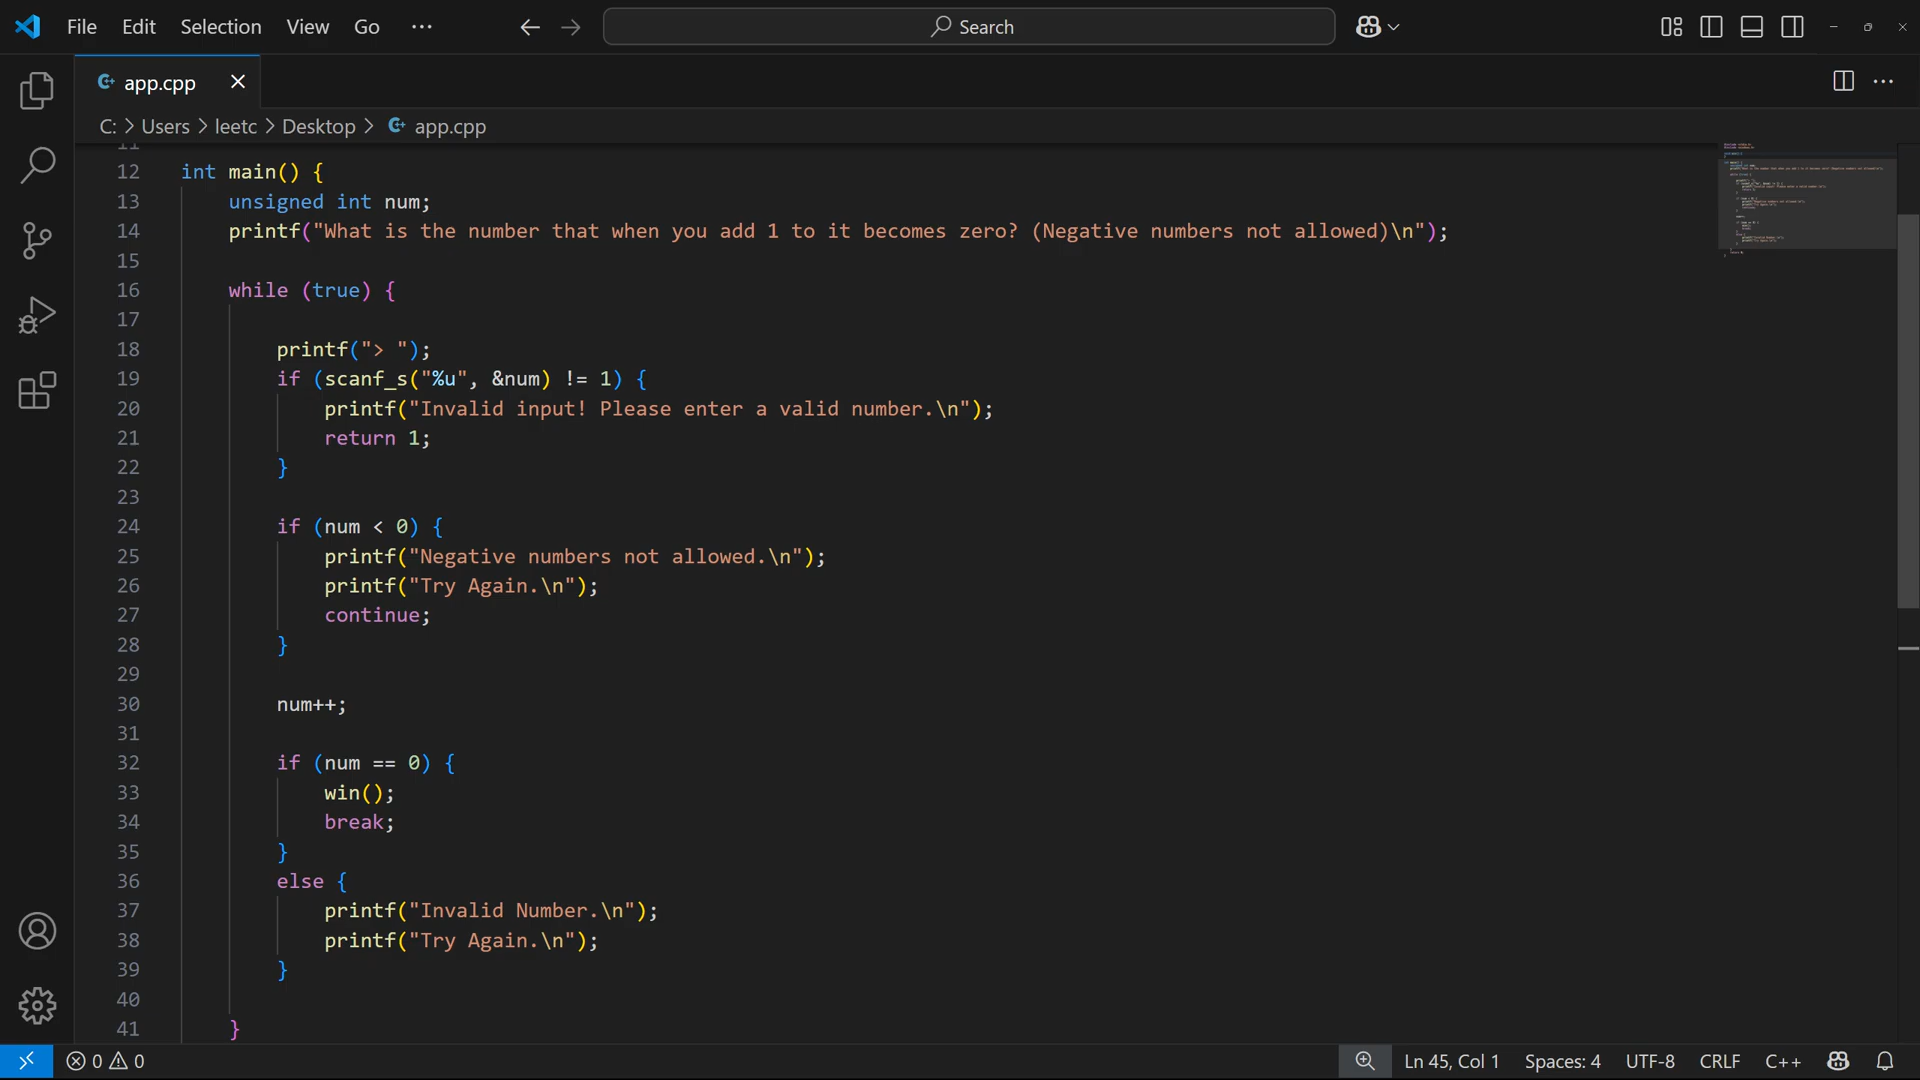 File Edit Selection View Go ··· Search
app.cpp
C: > Users > leetc > Desktop > app.cpp
11
12 int main() {
13 unsigned int num;
14 printf("What is the number that when you add 1 to it becomes zero? (Negative numbers not allowed)\n");
15
16 while (true) {
17
18 printf("> ");
19 if (scanf_s("%u", &num) != 1) {
20 printf("Invalid input! Please enter a valid number.\n");
21 return 1;
22 }
23
24 if (num < 0) {
25 printf("Negative numbers not allowed.\n");
26 printf("Try Again.\n");
27 continue;
28 }
29
30 num++;
31
32 if (num == 0) {
33 win();
34 break;
35 }
36 else {
37 printf("Invalid Number.\n");
38 printf("Try Again.\n");
39 }
40
41 }
0 0 Ln 45, Col 1 Spaces: 4 UTF-8 CRLF C++